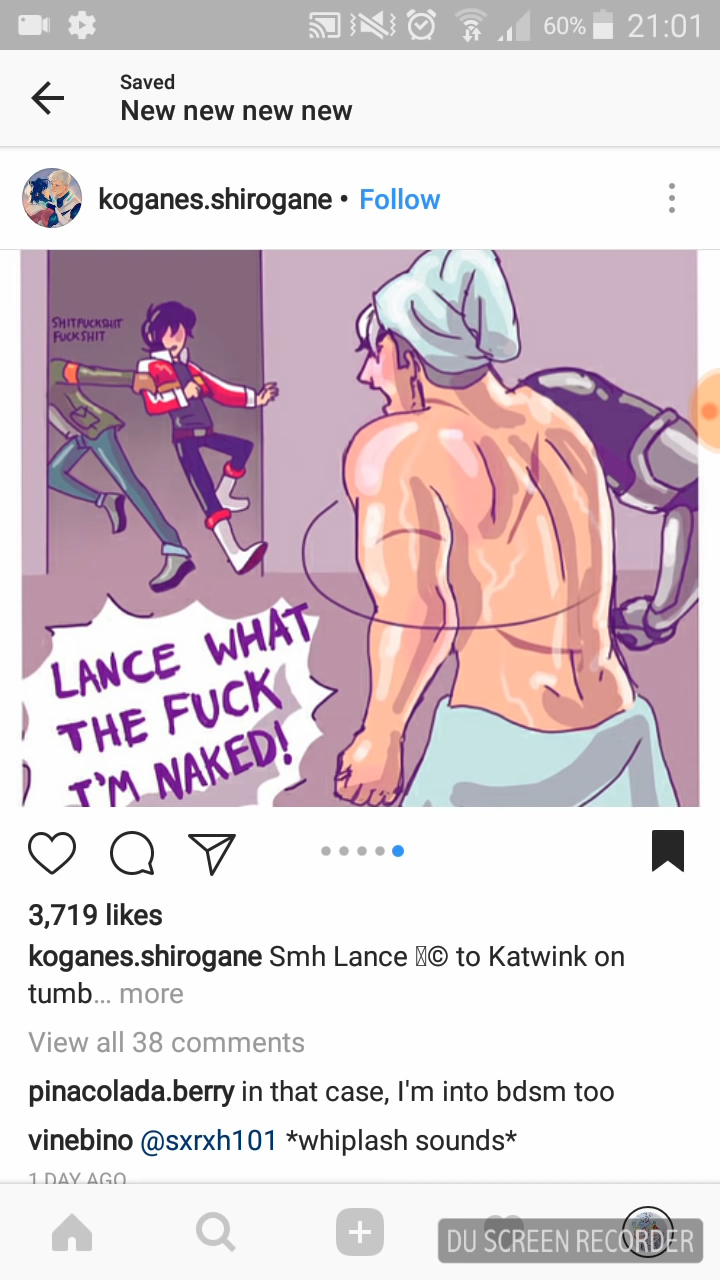 60% 21:01
Saved
New new new new
koganes.shirogane • Follow
SHITFUCKSHIT
FUCKSHIT
LANCE WHAT
THE FUCK
I'M NAKED!
3,719 likes
koganes.shirogane Smh Lance © to Katwink on
tumb... more
View all 38 comments
pinacolada.berry in that case, I'm into bdsm too
vinebino @sxrxh101 *whiplash sounds*
1 DAY AGO
DU SCREEN RECORDER